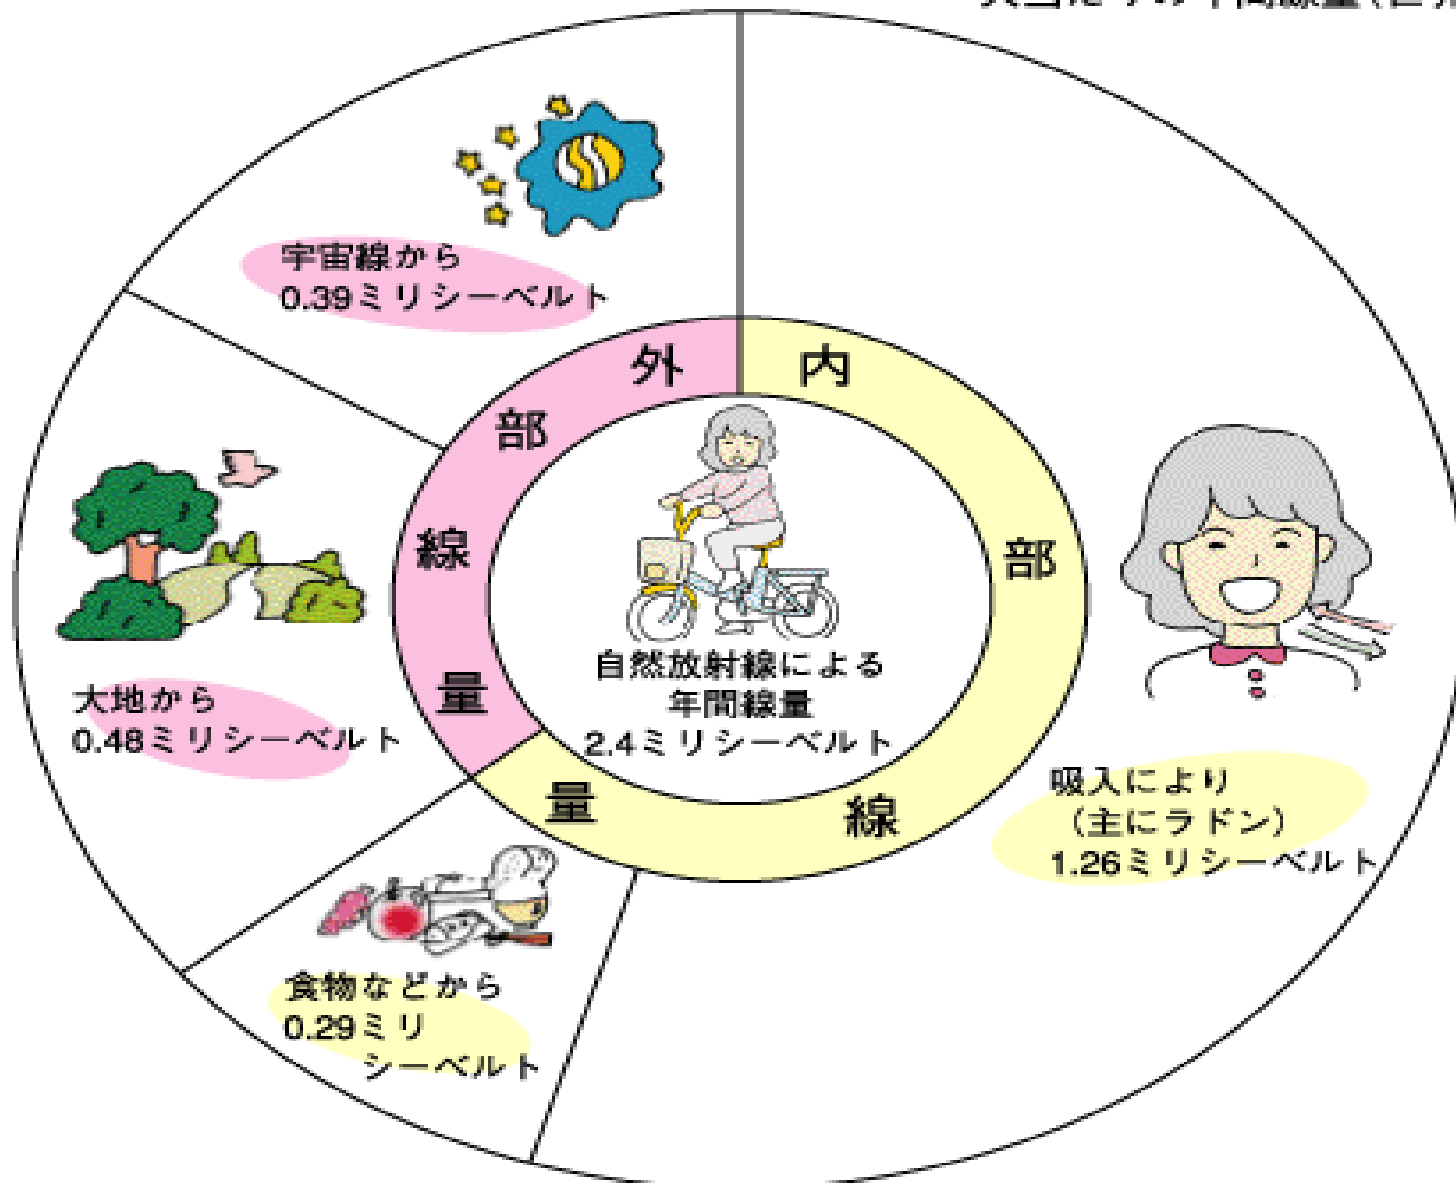 宇宙線から
0.39ミリシーベルト
外部線量
内部線量
大地から
0.48ミリシーベルト
自然放射線による
年間線量
2.4ミリシーベルト
吸入により
（主にラドン）
1.26ミリシーベルト
食物などから
0.29ミリ
シーベルト